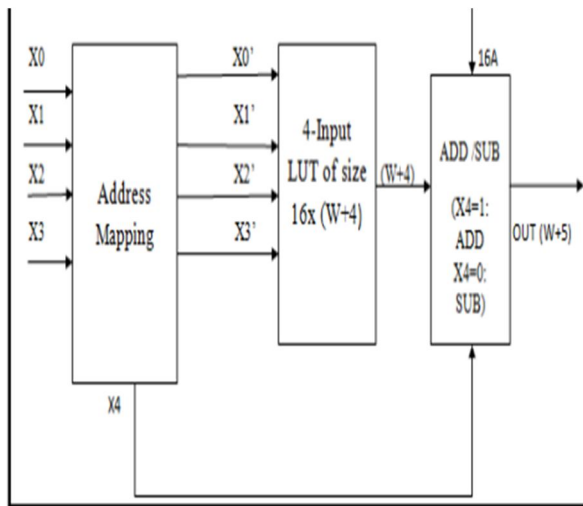 X0
X1
X2
X3
Address
Mapping
X4
X0'
X1'
X2'
X3'
4-Input
LUT of size
16x (W+4)
(W+4)
16A
ADD /SUB
(X4=1:
ADD
X4=0:
SUB)
OUT (W+5)